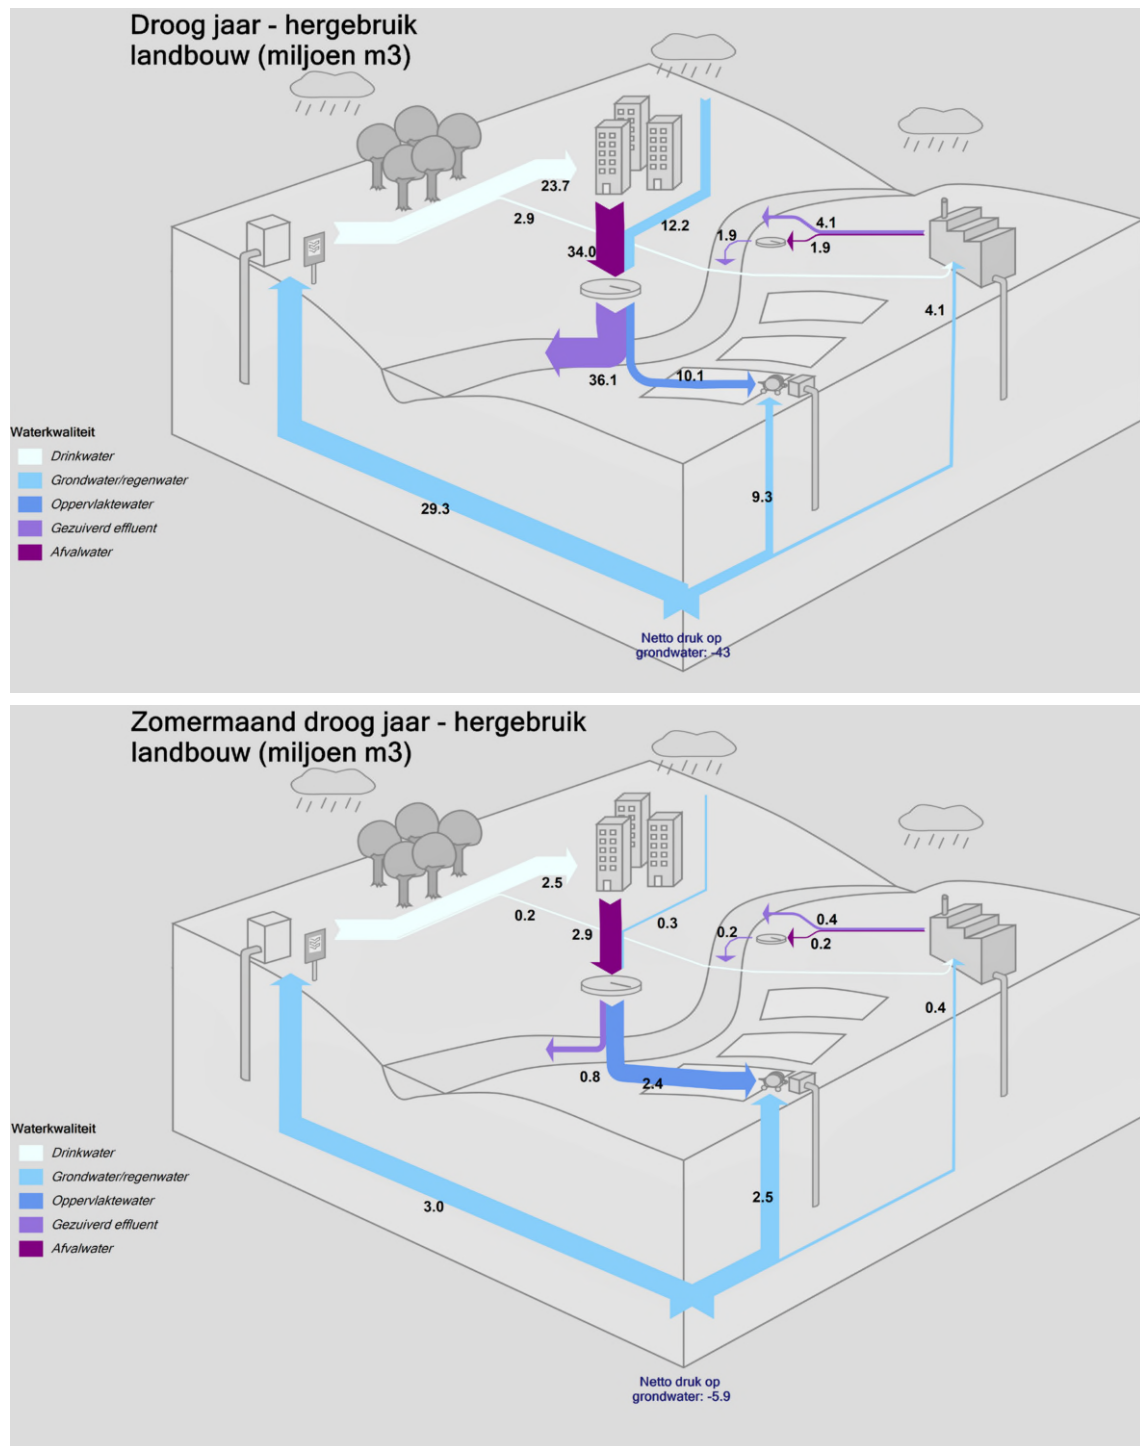 Droog jaar - hergebruik
landbouw (miljoen m3)
23.7
2.9
12.2
34.0
4.1
1.9
1.9
4.1
36.1
10.1
9.3
29.3
Waterkwaliteit
Drinkwater
Grondwater/regenwater
Oppervlaktewater
Gezuiverd effluent
Afvalwater
Netto druk op
grondwater: -43
Zomermaand droog jaar - hergebruik
landbouw (miljoen m3)
2.5
0.2
0.3
2.9
0.4
0.2
0.2
0.4
0.8
2.4
2.5
3.0
Waterkwaliteit
Drinkwater
Grondwater/regenwater
Oppervlaktewater
Gezuiverd effluent
Afvalwater
Netto druk op
grondwater: -5.9